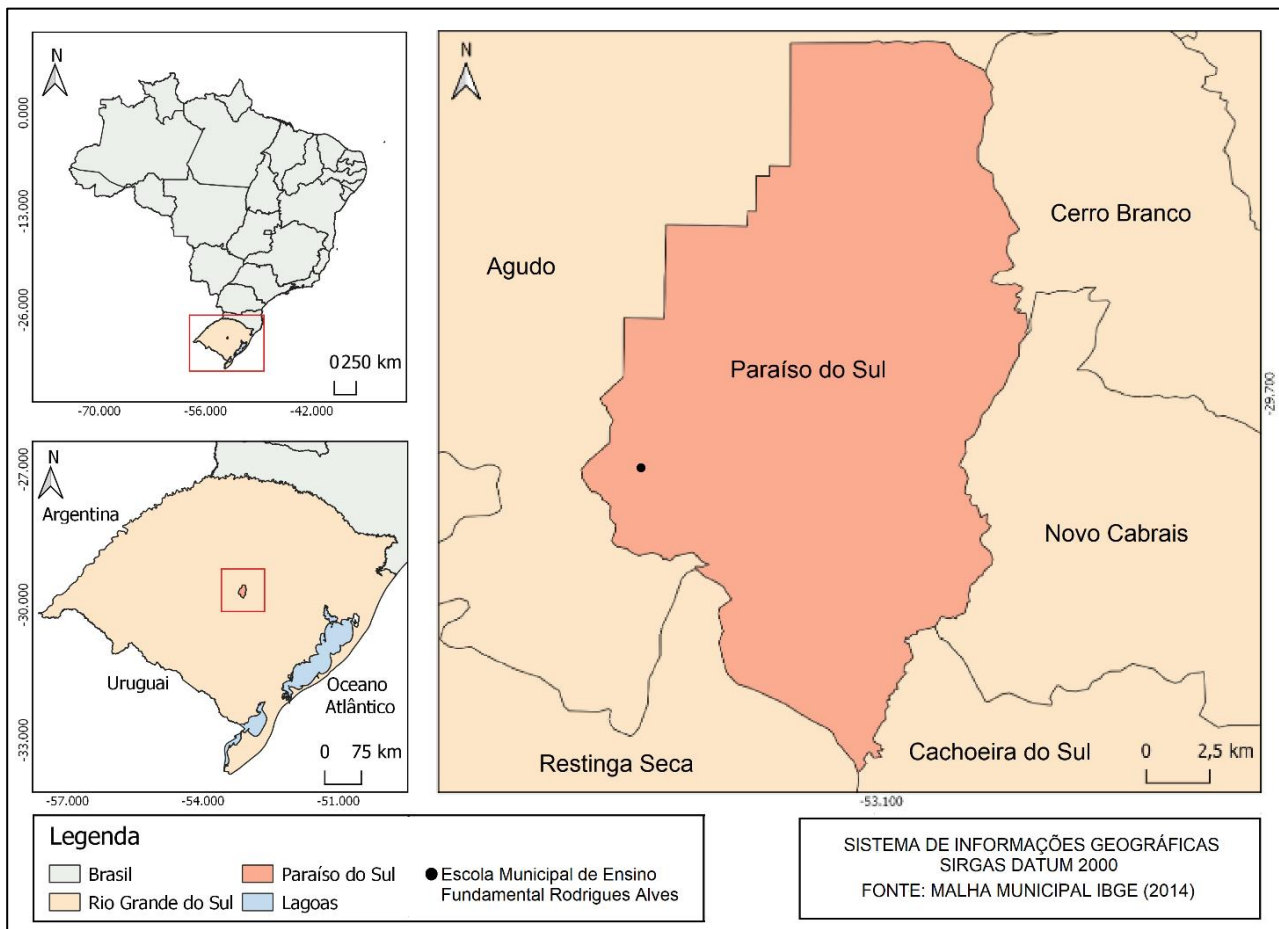 N
0.000
-13.000
-26.000
0 250 km
-70.000
-56.000
-42.000
N
-27.000
-30.000
-33.000
Argentina
Uruguai
Oceano
Atlântico
0 75 km
-57.000
-54.000
-51.000
N
Cerro Branco
Agudo
Paraíso do Sul
-29.700
Novo Cabrais
Restinga Seca
Cachoeira do Sul
0 2,5 km
-53.100
Legenda
Brasil
Rio Grande do Sul
Paraíso do Sul
Lagoas
Escola Municipal de Ensino
Fundamental Rodrigues Alves
SISTEMA DE INFORMAÇÕES GEOGRÁFICAS
SIRGAS DATUM 2000
FONTE: MALHA MUNICIPAL IBGE (2014)